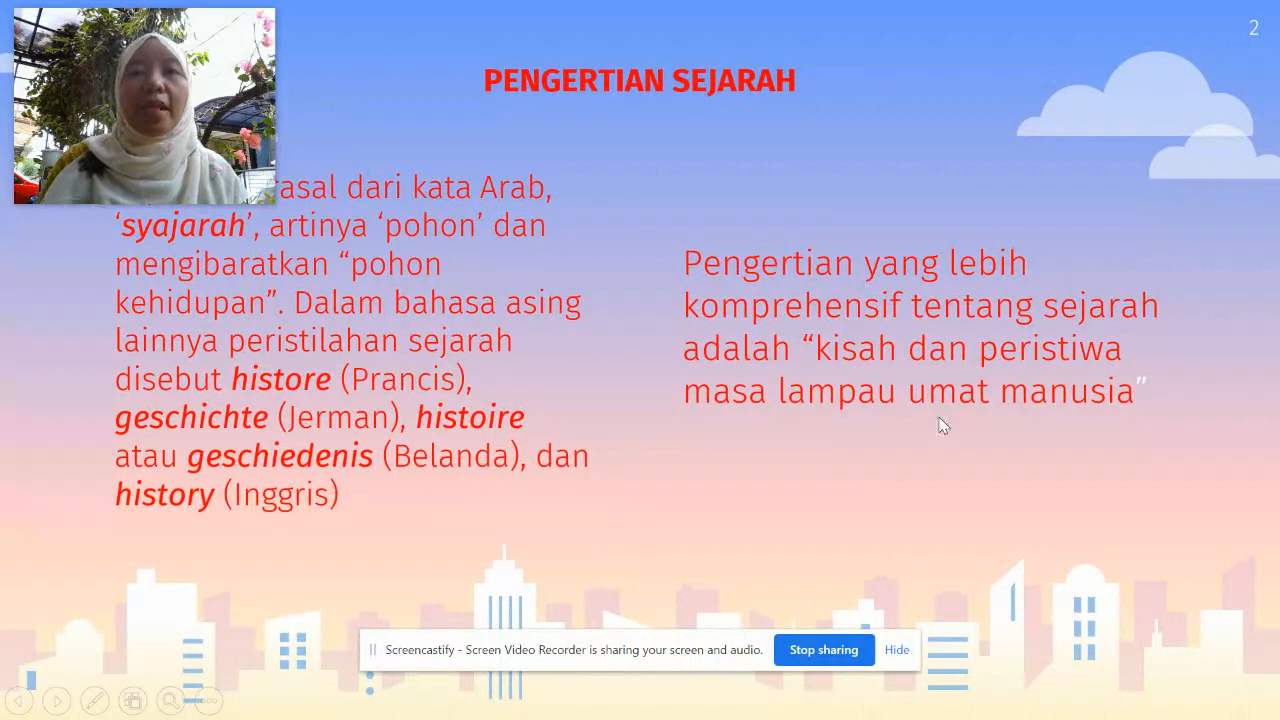 2
PENGERTIAN SEJARAH
dari kata Arab,
‘syajarah’, artinya ‘pohon’ dan
mengibaratkan “pohon
kehidupan”. Dalam bahasa asing
lainnya peristilahan sejarah
disebut histore (Prancis),
geschichte (Jerman), histoire
atau geschiedenis (Belanda), dan
history (Inggris)
Pengertian yang lebih
komprehensif tentang sejarah
adalah “kisah dan peristiwa
masa lampau umat manusia”
Screencastify - Screen Video Recorder is sharing your screen and audio.
Stop sharing
Hide